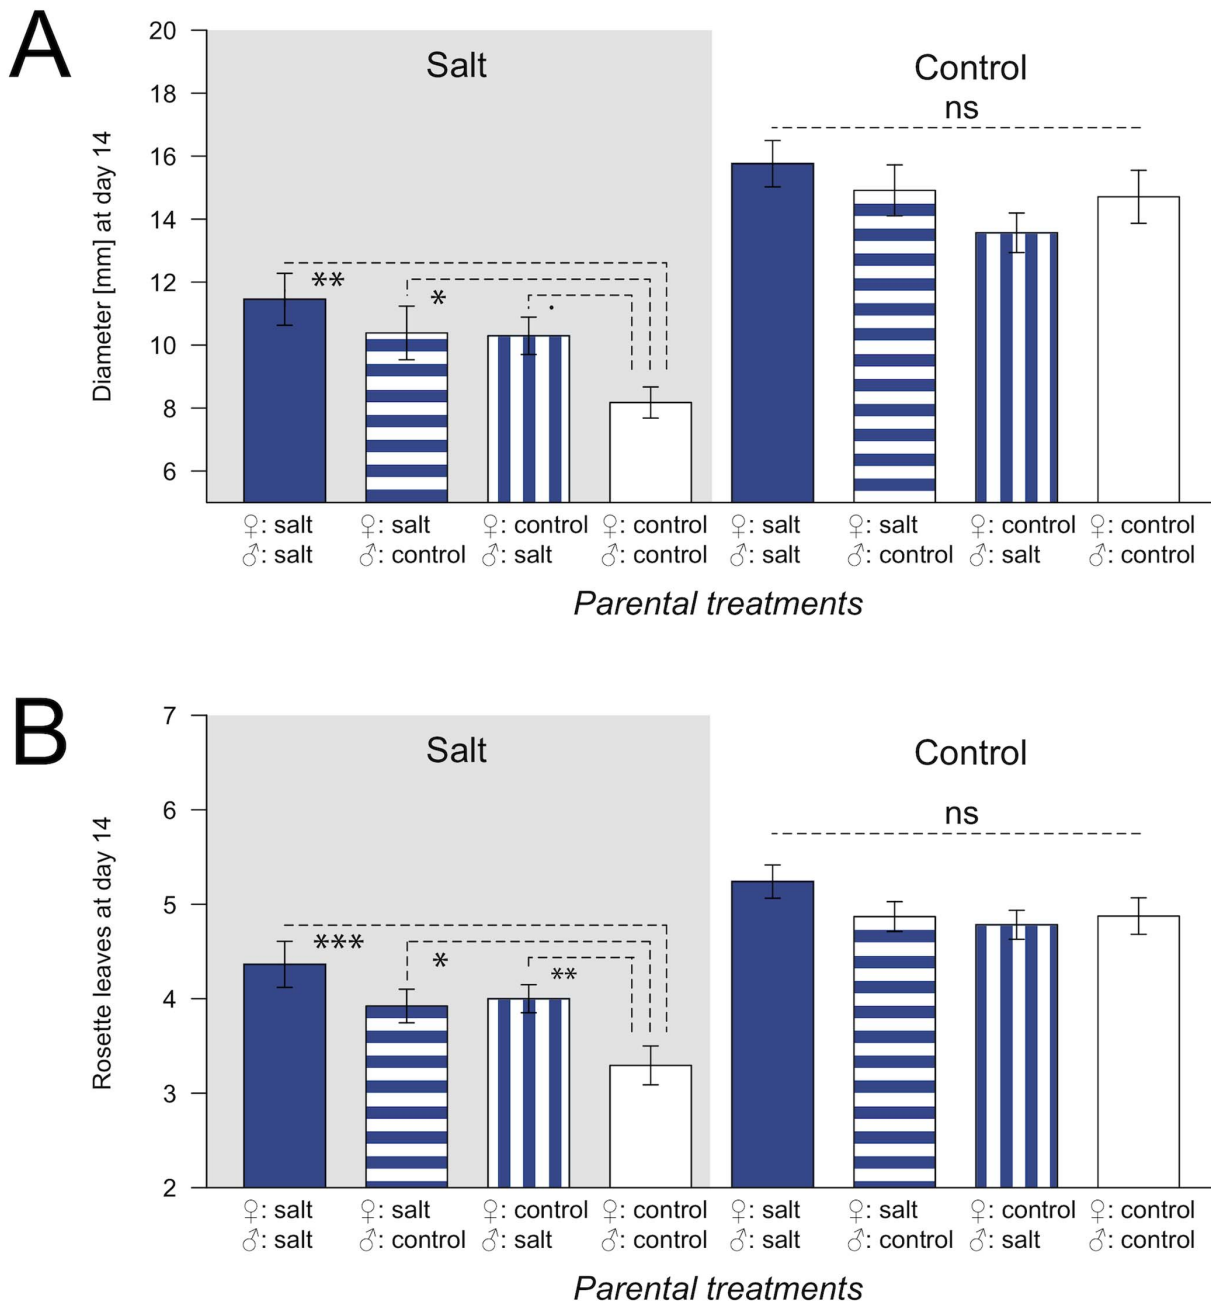 A
20
18
16
14
12
10
8
6
Diameter [mm] at day 14
Salt
Control
ns
**
*
.
♀: salt ♀: salt ♀: control ♀: control ♀: salt ♀: salt ♀: control ♀: control
♂: salt ♂: control ♂: salt ♂: control ♂: salt ♂: control ♂: salt ♂: control
Parental treatments
B
7
6
5
4
3
2
Rosette leaves at day 14
Salt
Control
ns
***
*
**
♀: salt ♀: salt ♀: control ♀: control ♀: salt ♀: salt ♀: control ♀: control
♂: salt ♂: control ♂: salt ♂: control ♂: salt ♂: control ♂: salt ♂: control
Parental treatments